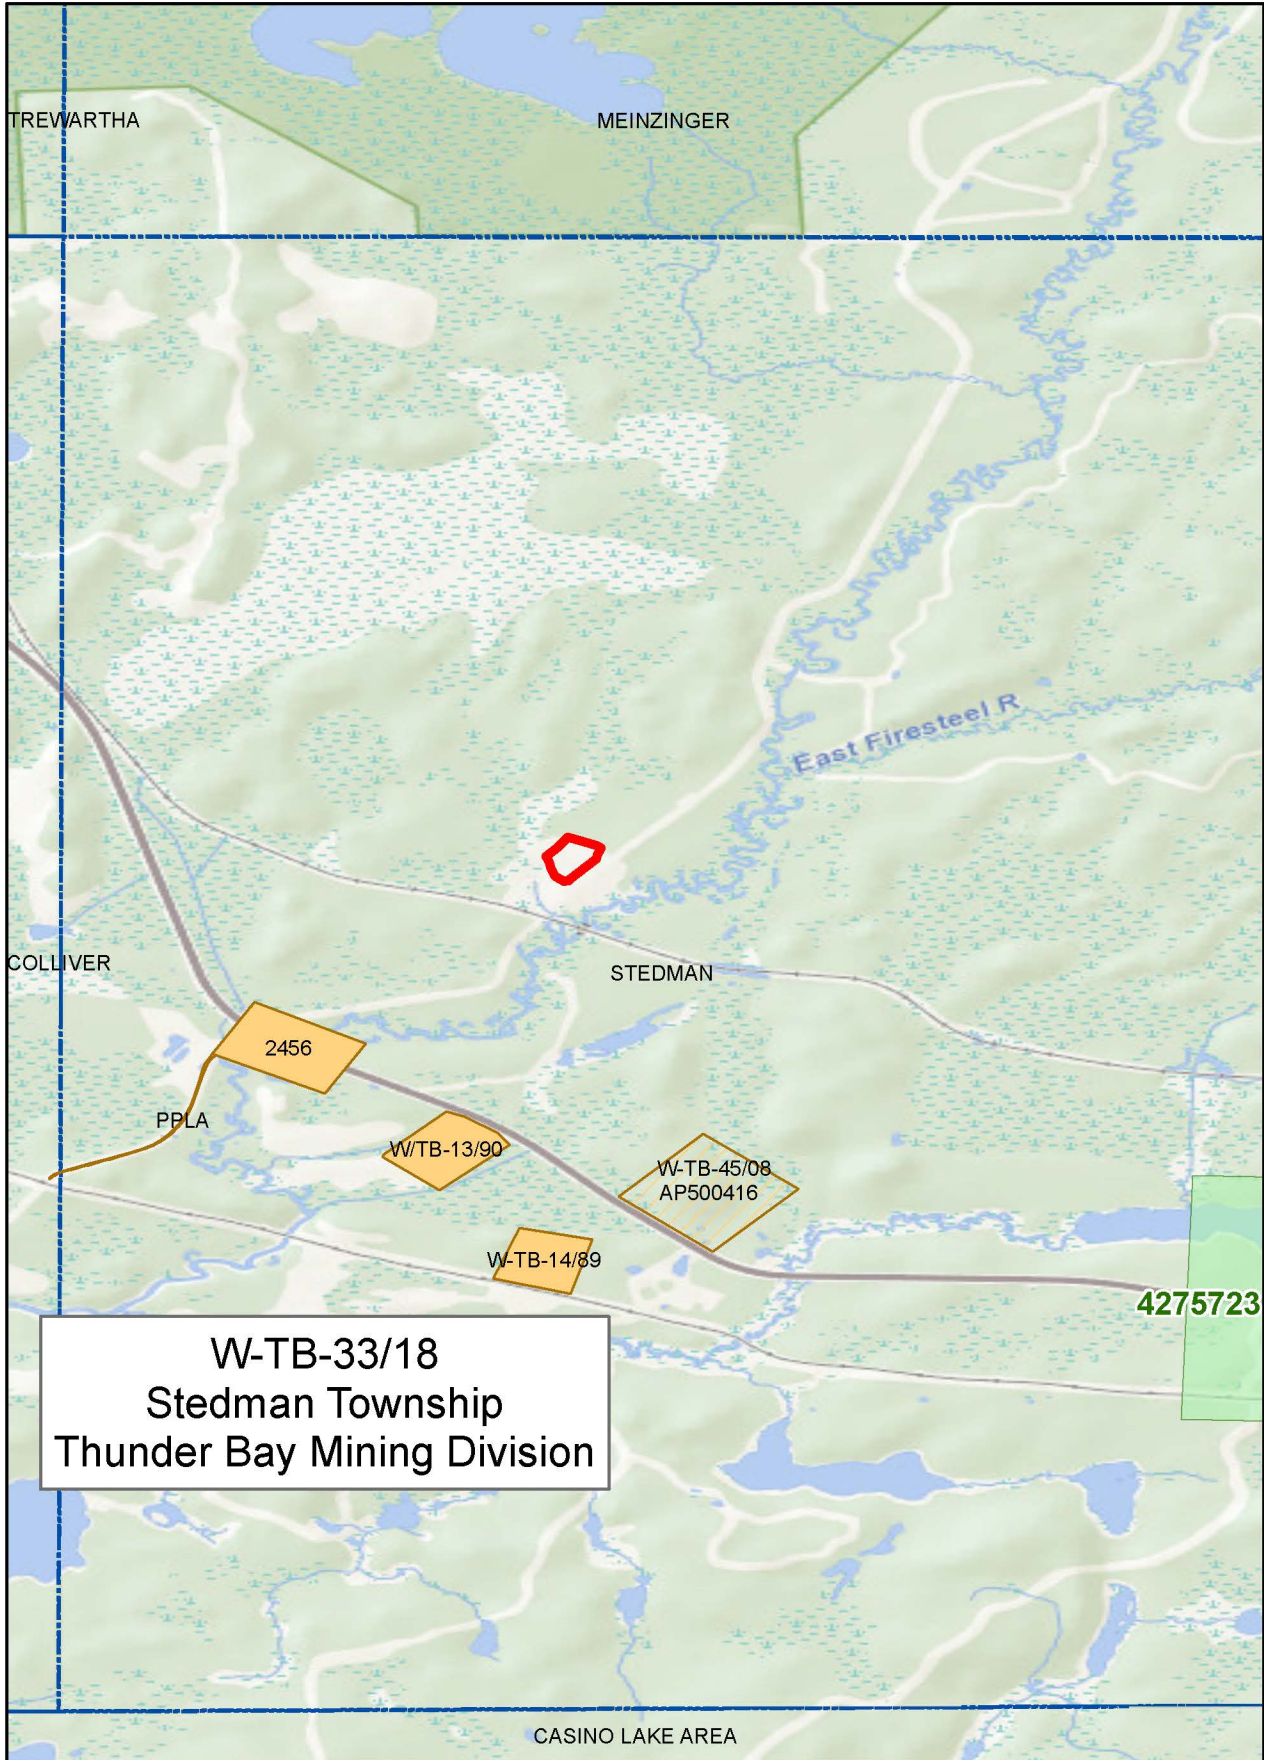 TREWARTHA
MEINZINGER
East Firesteel R
COLLIVER
STEDMAN
2456
PPLA
W/TB-13/90
W-TB-45/08
AP500416
W-TB-14/89
4275723
W-TB-33/18
Stedman Township
Thunder Bay Mining Division
CASINO LAKE AREA